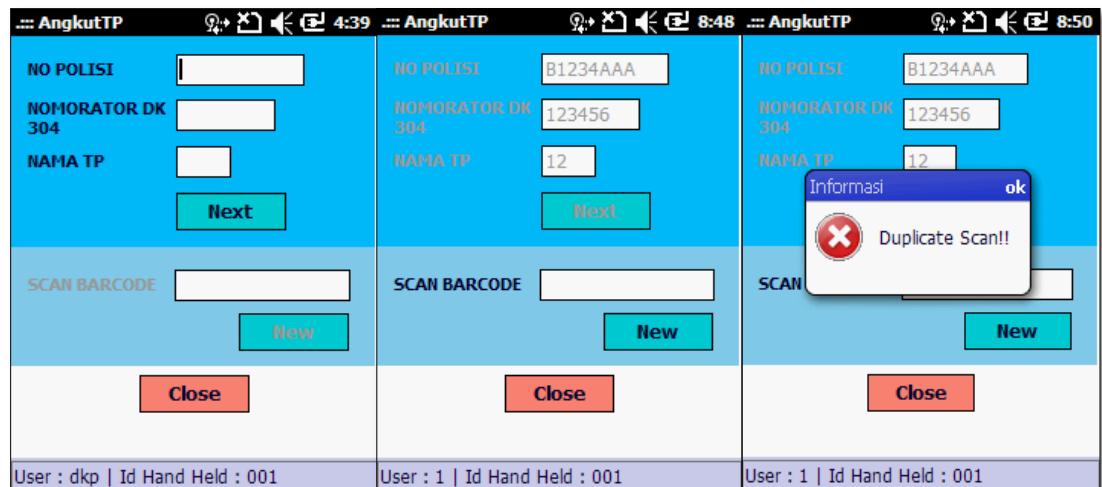 .::: AngkutTP 4:39
NO POLISI
NOMORATOR DK
304
NAMA TP
Next
SCAN BARCODE
New
Close
User : dkp | Id Hand Held : 001
.::: AngkutTP 8:48
NO POLISI B1234AAA
NOMORATOR DK
304 123456
NAMA TP 12
Next
SCAN BARCODE
New
Close
User : 1 | Id Hand Held : 001
.::: AngkutTP 8:50
NO POLISI B1234AAA
NOMORATOR DK
304 123456
NAMA TP 12
Informasi ok
Duplicate Scan!!
SCAN
New
Close
User : 1 | Id Hand Held : 001